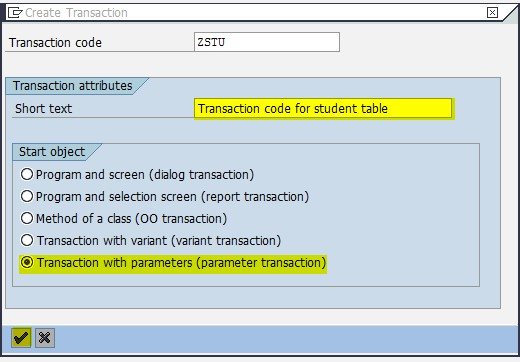 Create Transaction
Transaction code ZSTU
Transaction attributes
Short text Transaction code for student table
Start object
Program and screen (dialog transaction)
Program and selection screen (report transaction)
Method of a class (OO transaction)
Transaction with variant (variant transaction)
Transaction with parameters (parameter transaction)